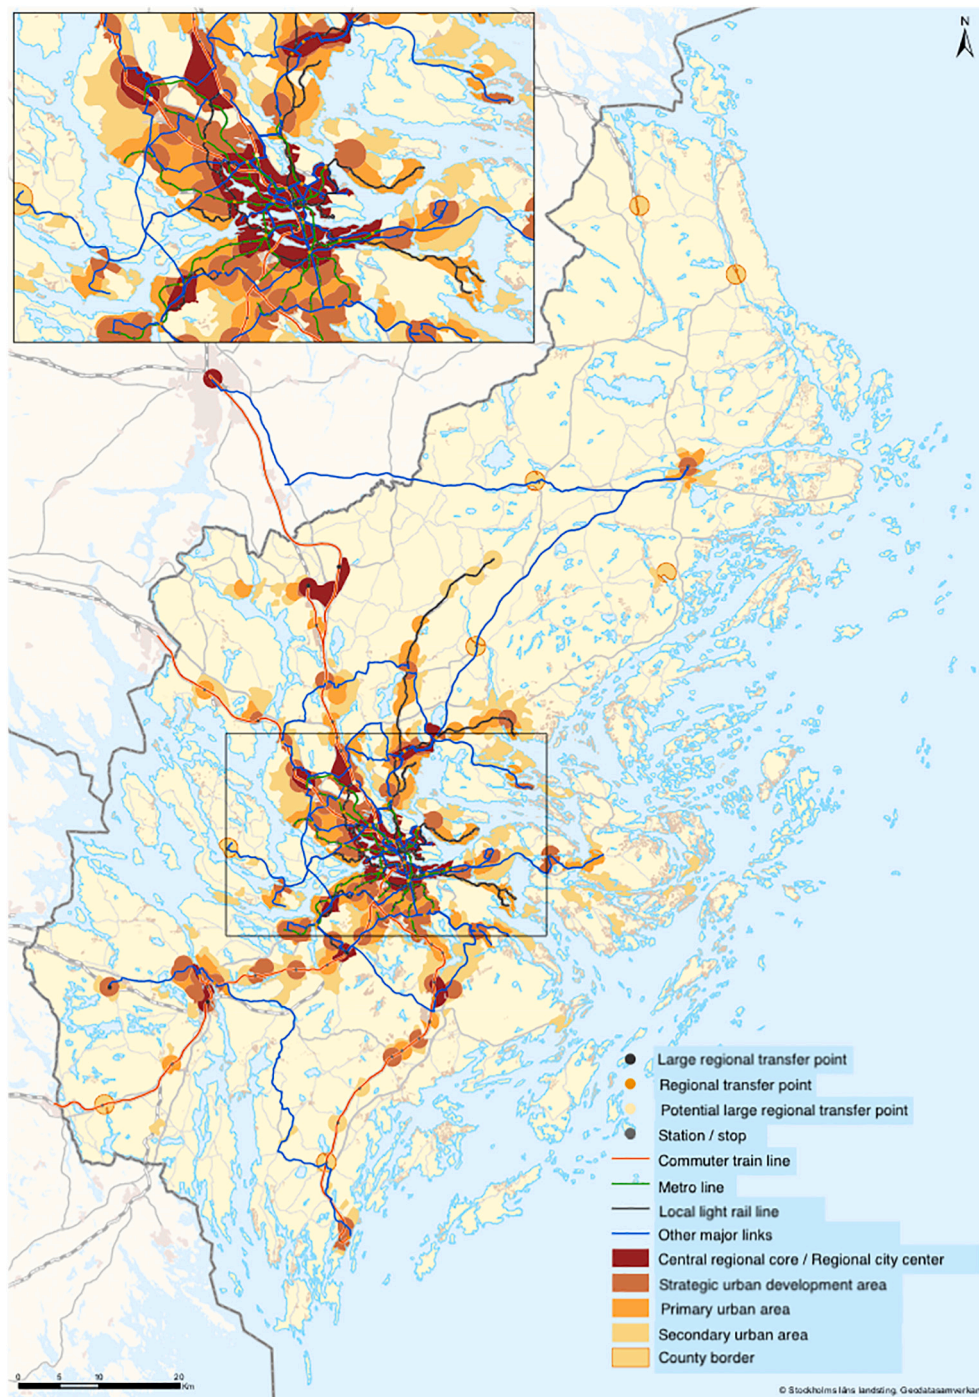 N
Large regional transfer point
Regional transfer point
Potential large regional transfer point
Station / stop
Commuter train line
Metro line
Local light rail line
Other major links
Central regional core / Regional city center
Strategic urban development area
Primary urban area
Secondary urban area
County border
0 5 10 20
Km
© Stockholms läns landsting, Geodatasamverkan